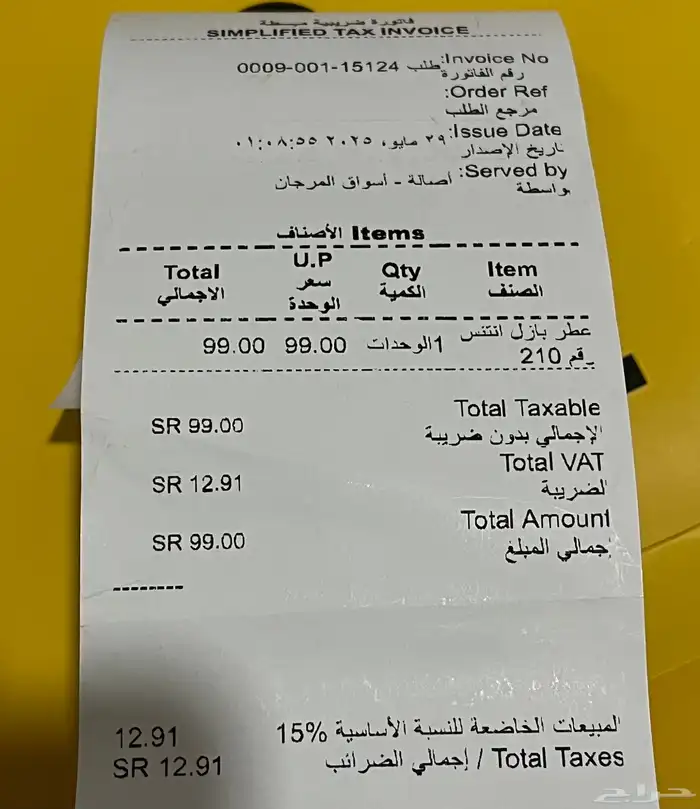 فاتورة ضريبية مبسطة
SIMPLIFIED TAX INVOICE
Invoice No: طلب 0009-001-15124
رقم الفاتورة
Order Ref:
مرجع الطلب
Issue Date: ٢٩ مايو، ٢٠٢٥ ٠١:٠٨:٥٥
تاريخ الإصدار
Served by: أصالة - أسواق المرجان
بواسطة
Items الأصناف
Item Qty U.P Total
الصنف الكمية سعر الوحدة الاجمالي
عطر بازل انتنس 1الوحدات 99.00 99.00
رقم 210
Total Taxable
الإجمالي بدون ضريبة SR 99.00
Total VAT
الضريبة SR 12.91
Total Amount
إجمالي المبلغ SR 99.00
المبيعات الخاضعة للنسبة الأساسية 15% 12.91
Total Taxes / إجمالي الضرائب SR 12.91
حراج